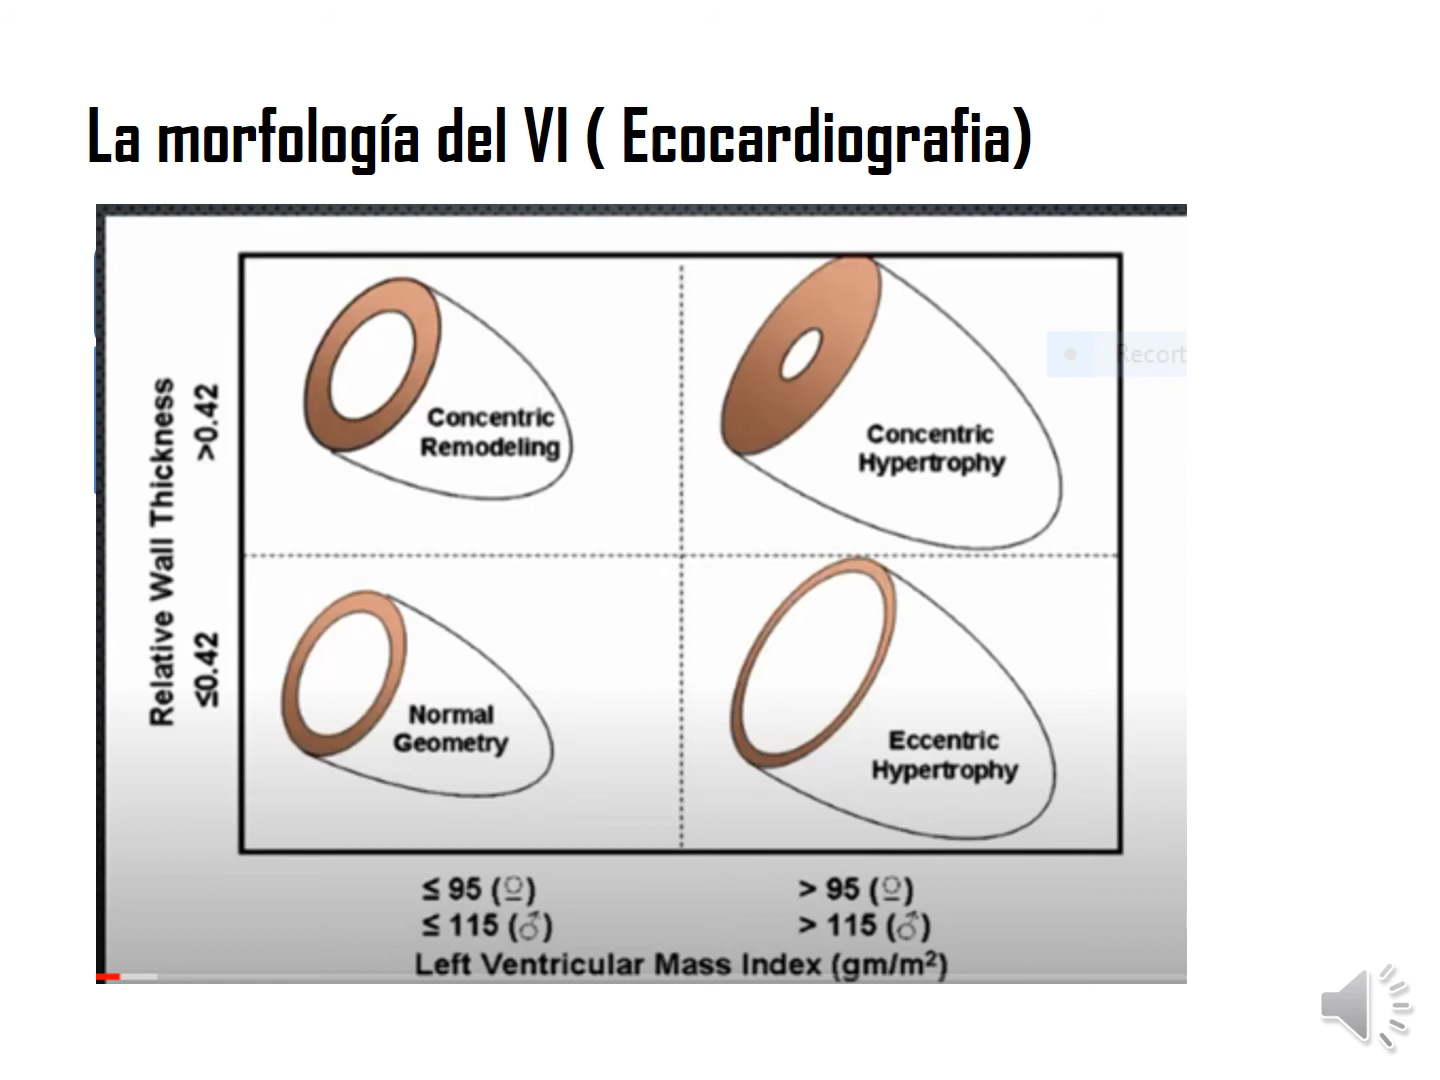 La morfología del VI ( Ecocardiografia)
Relative Wall Thickness
>0.42
≤0.42
Concentric
Remodeling
Concentric
Hypertrophy
Recort
Normal
Geometry
Eccentric
Hypertrophy
≤ 95 (♀)
≤ 115 (♂)
> 95 (♀)
> 115 (♂)
Left Ventricular Mass Index (gm/m²)